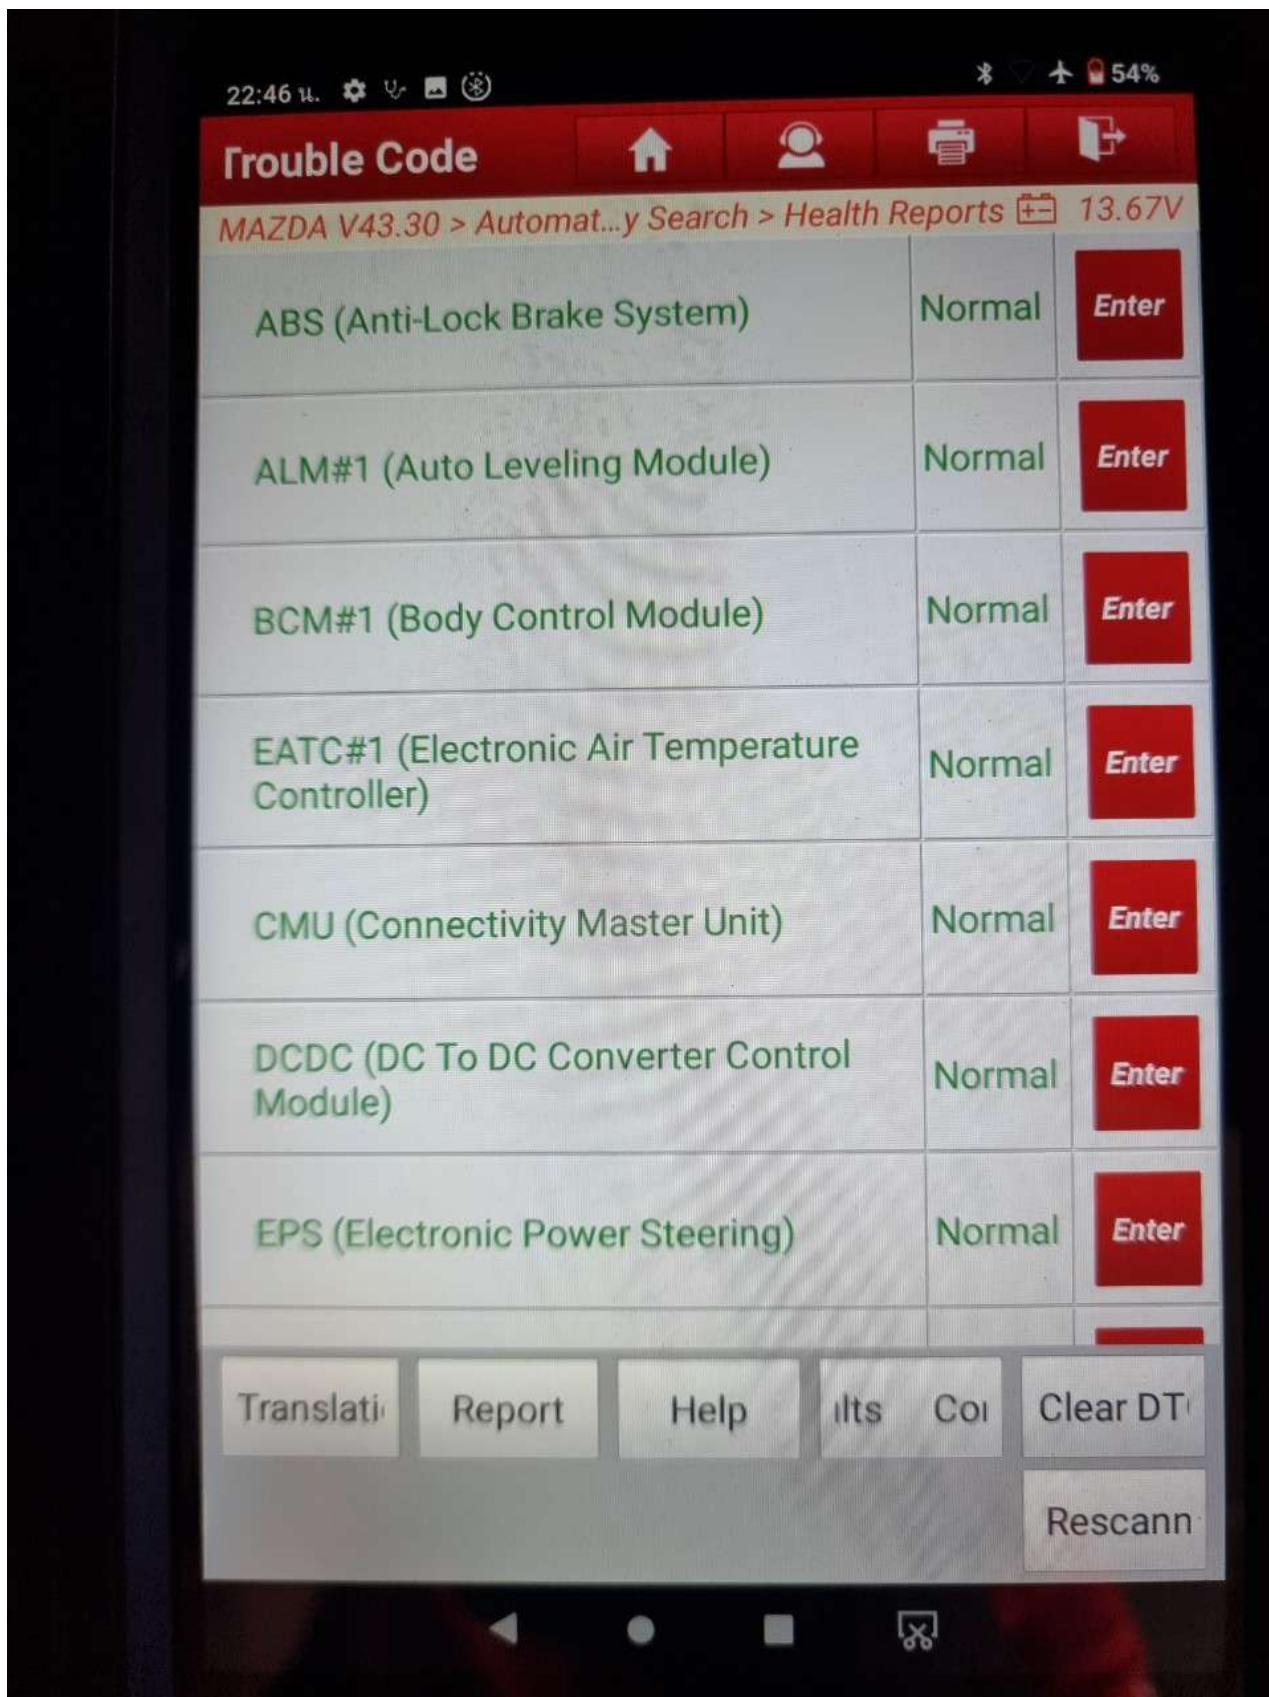 22:46 น.
54%
Trouble Code
MAZDA V43.30 > Automat...y Search > Health Reports 13.67V
ABS (Anti-Lock Brake System) Normal Enter
ALM#1 (Auto Leveling Module) Normal Enter
BCM#1 (Body Control Module) Normal Enter
EATC#1 (Electronic Air Temperature
Controller) Normal Enter
CMU (Connectivity Master Unit) Normal Enter
DCDC (DC To DC Converter Control
Module) Normal Enter
EPS (Electronic Power Steering) Normal Enter
Translati Report Help ults Cor Clear DT
Rescann